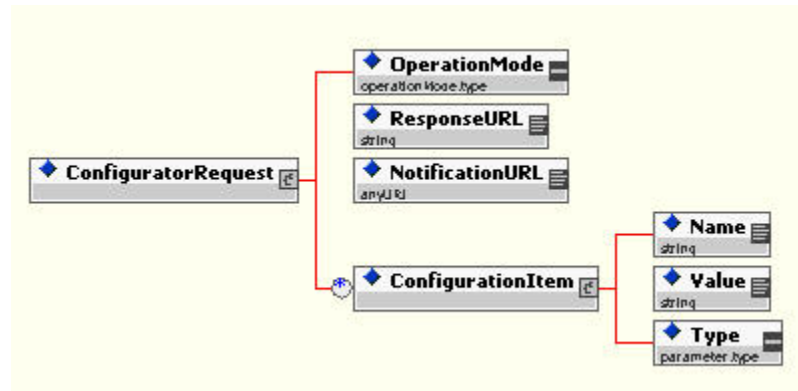 OperationMode
operationMode.type
ResponseURL
string
ConfiguratorRequest
NotificationURL
anyURI
Name
string
ConfigurationItem
Value
string
Type
parameter.type